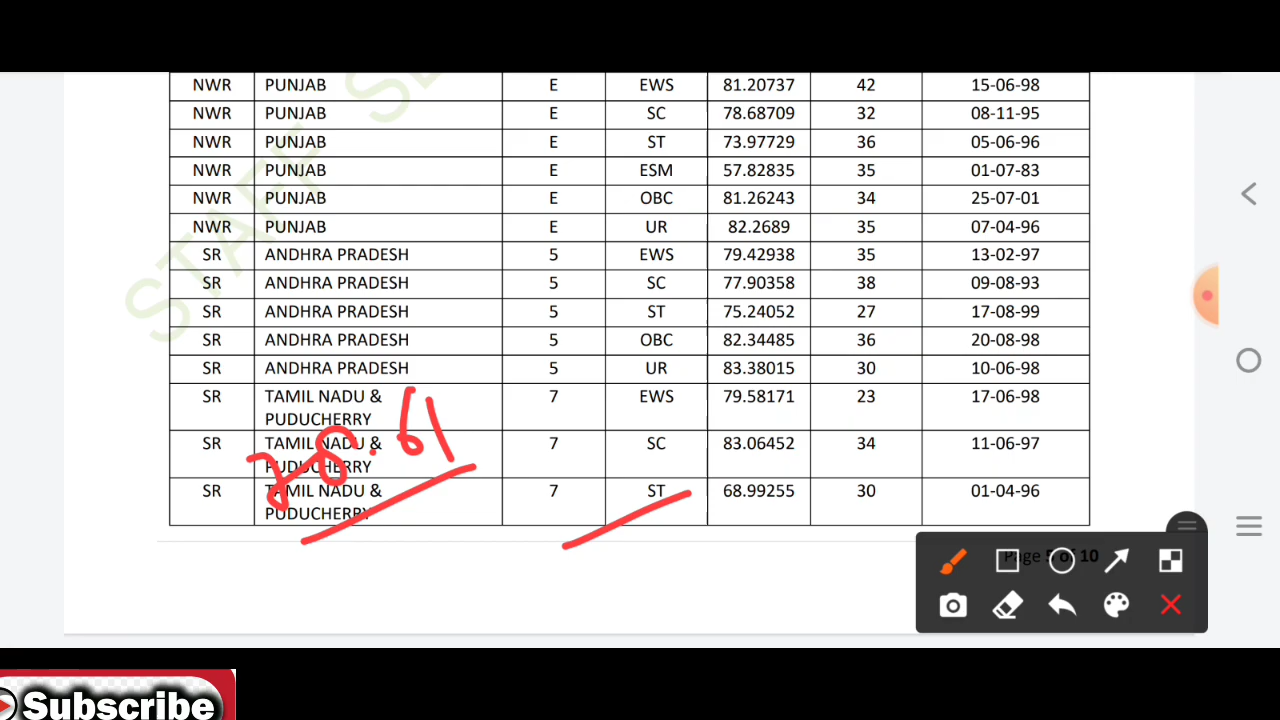 NWR PUNJAB E EWS 81.20737 42 15-06-98
NWR PUNJAB E SC 78.68709 32 08-11-95
NWR PUNJAB E ST 73.97729 36 05-06-96
NWR PUNJAB E ESM 57.82835 35 01-07-83
NWR PUNJAB E OBC 81.26243 34 25-07-01
NWR PUNJAB E UR 82.2689 35 07-04-96
SR ANDHRA PRADESH 5 EWS 79.42938 35 13-02-97
SR ANDHRA PRADESH 5 SC 77.90358 38 09-08-93
SR ANDHRA PRADESH 5 ST 75.24052 27 17-08-99
SR ANDHRA PRADESH 5 OBC 82.34485 36 20-08-98
SR ANDHRA PRADESH 5 UR 83.38015 30 10-06-98
SR TAMIL NADU & 7 EWS 79.58171 23 17-06-98
PUDUCHERRY
SR TAMIL NADU & 7 SC 83.06452 34 11-06-97
PUDUCHERRY
SR TAMIL NADU & 7 ST 68.99255 30 01-04-96
PUDUCHERRY
STAFF
Page 5 of 10
Subscribe